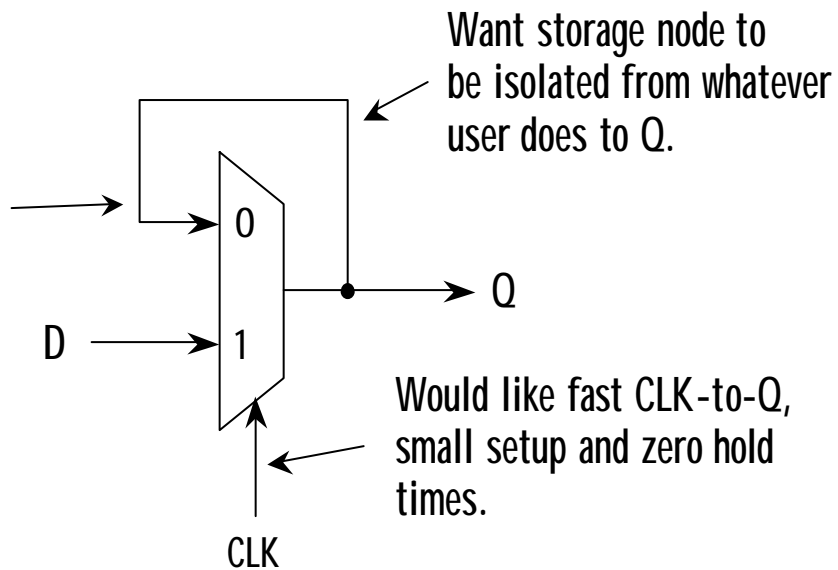 Want storage node to
be isolated from whatever
user does to Q.
0
Q
D
1
Would like fast CLK-to-Q,
small setup and zero hold
times.
CLK